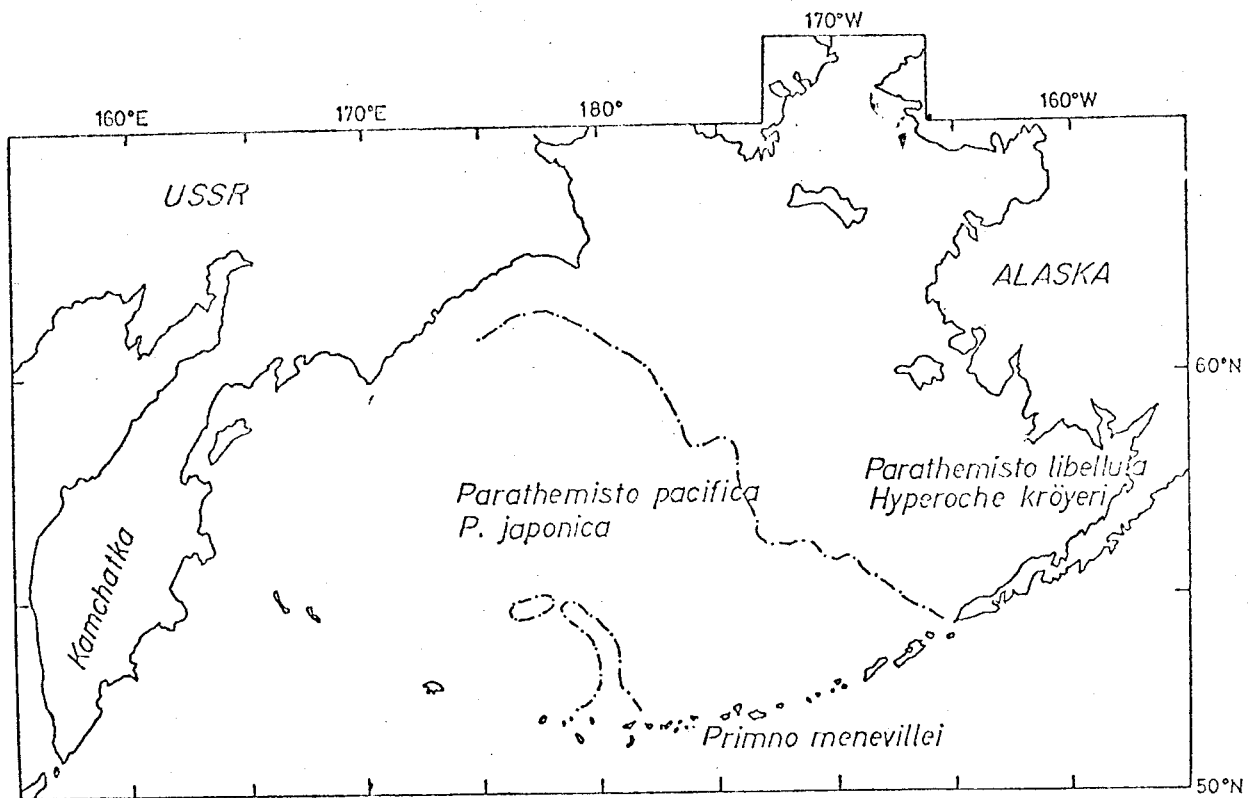 170°W
160°E
170°E
180°
160°W
USSR
ALASKA
60°N
Parathemisto libellula
Hyperoche kröyeri
Parathemisto pacifica
P. japonica
Kamchatka
Primno menevillei
50°N